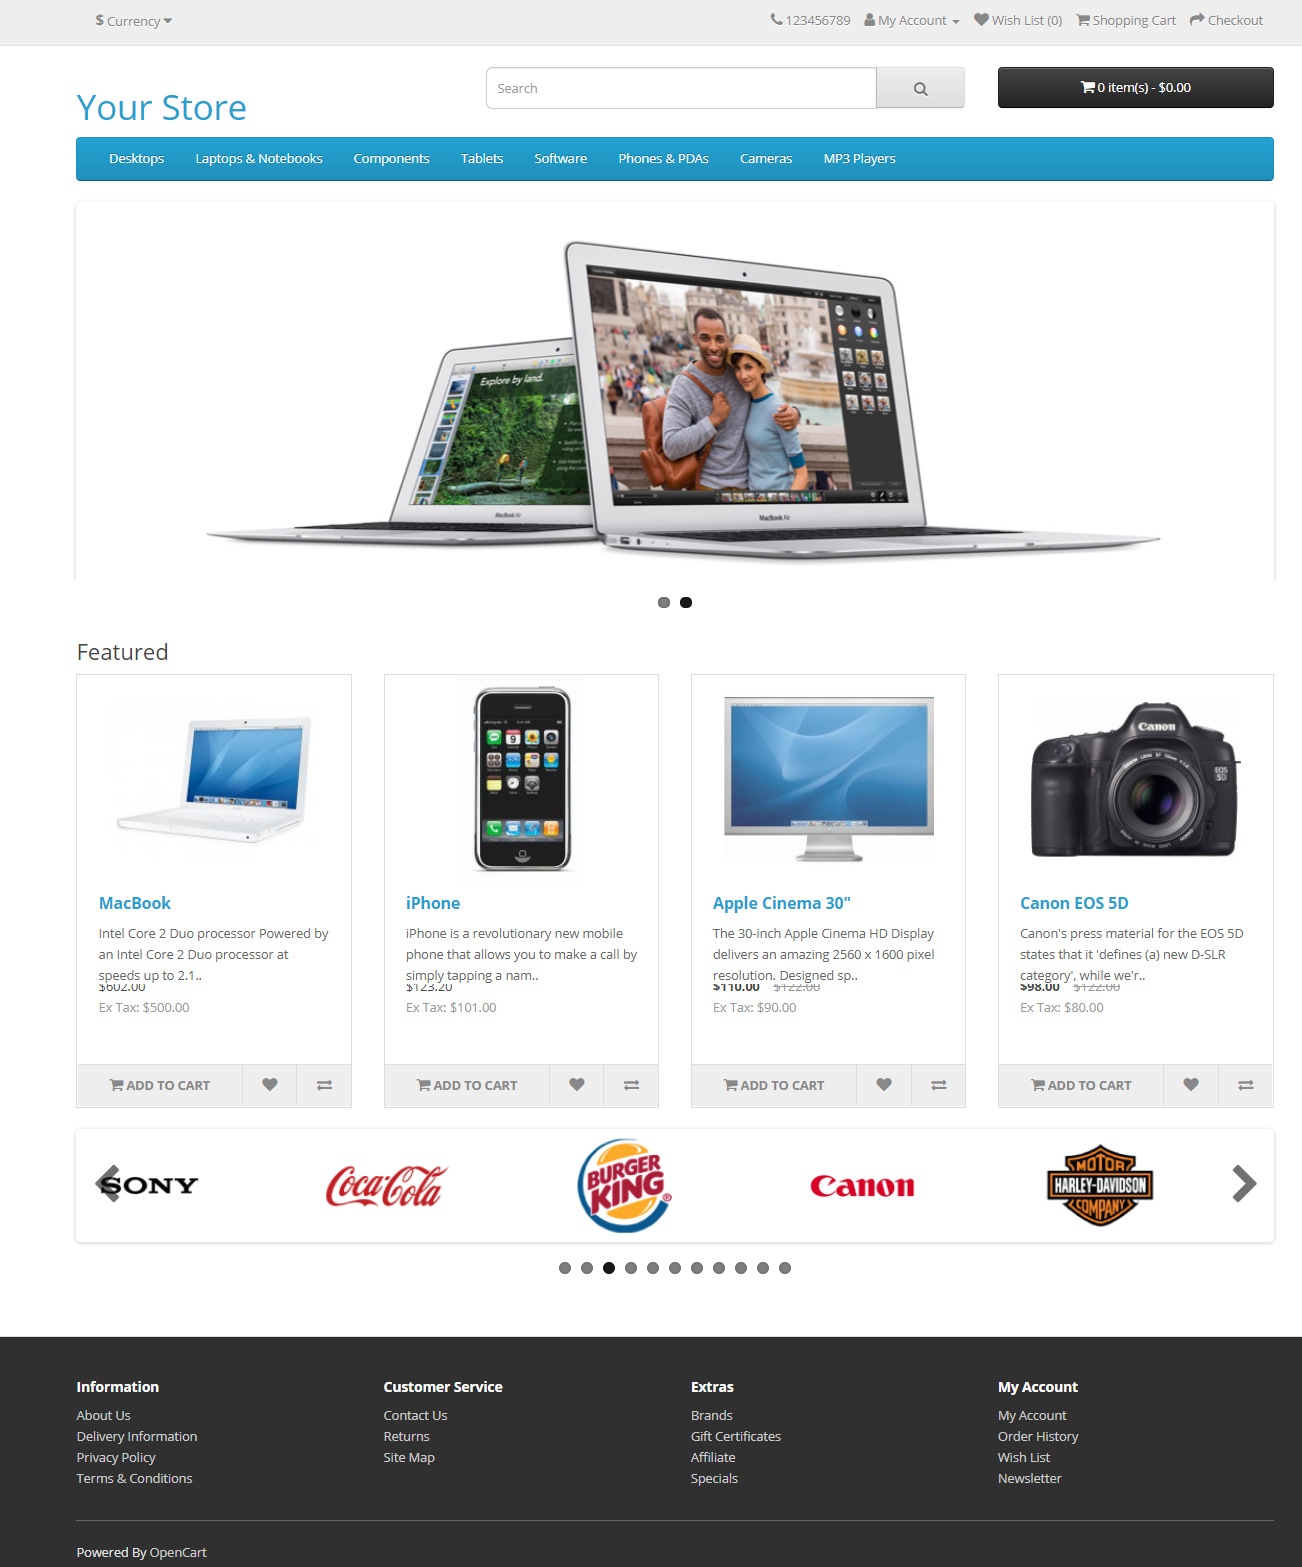 $ Currency
123456789 My Account Wish List (0) Shopping Cart Checkout
Your Store
Search
0 item(s) - $0.00
Desktops Laptops & Notebooks Components Tablets Software Phones & PDAs Cameras MP3 Players
Explore by land.
MacBook Air
MacBook Air
Featured
Canon
EOS
5D
MacBook
Intel Core 2 Duo processor Powered by
an Intel Core 2 Duo processor at
speeds up to 2.1..
$602.00
Ex Tax: $500.00
ADD TO CART
iPhone
iPhone is a revolutionary new mobile
phone that allows you to make a call by
simply tapping a nam..
$123.20
Ex Tax: $101.00
ADD TO CART
Apple Cinema 30"
The 30-inch Apple Cinema HD Display
delivers an amazing 2560 x 1600 pixel
resolution. Designed sp..
$110.00 $122.00
Ex Tax: $90.00
ADD TO CART
Canon EOS 5D
Canon's press material for the EOS 5D
states that it 'defines (a) new D-SLR
category', while we'r..
$98.00 $122.00
Ex Tax: $80.00
ADD TO CART
SONY
Coca-Cola
BURGER
KING
Canon
MOTOR
HARLEY-DAVIDSON
COMPANY
Information
About Us
Delivery Information
Privacy Policy
Terms & Conditions
Customer Service
Contact Us
Returns
Site Map
Extras
Brands
Gift Certificates
Affiliate
Specials
My Account
My Account
Order History
Wish List
Newsletter
Powered By OpenCart